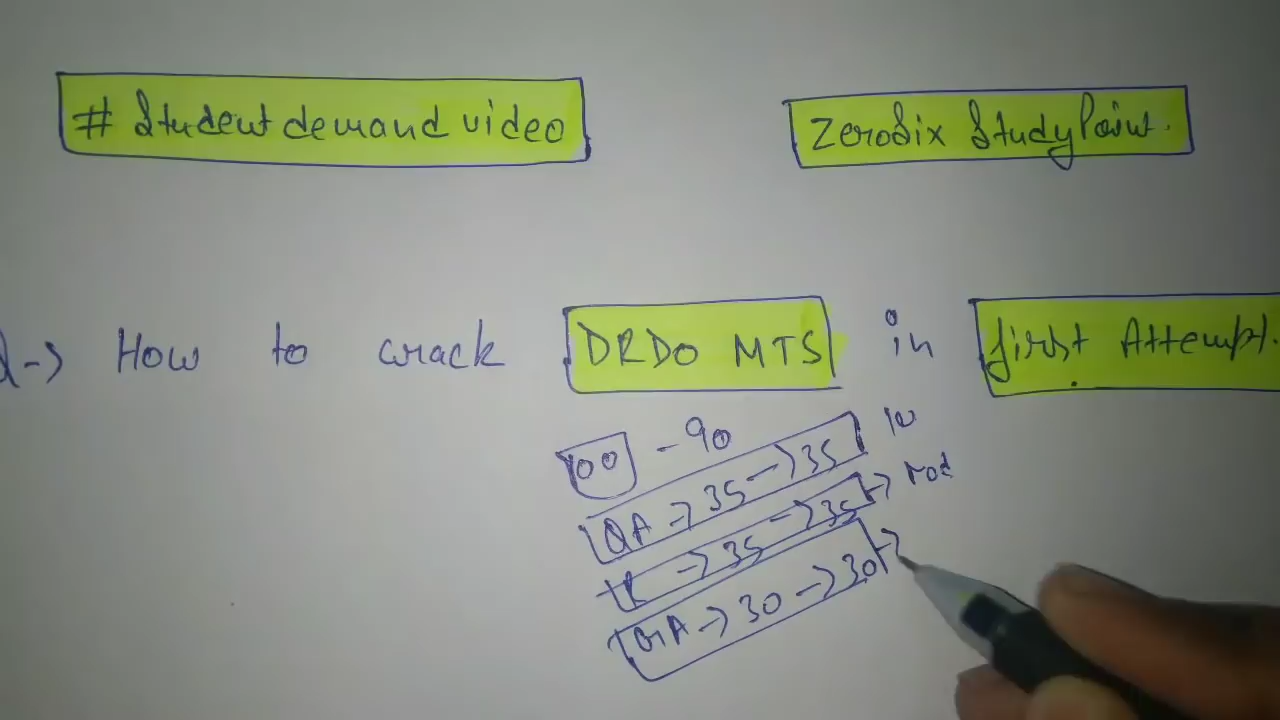 # Student demand video
ZeroSix Study Point.
How to crack DRDO MTS in first Attempt.
100 - 90
QA -> 35 -> 35
-> 35 -> 35 ->
GA -> 30 -> 30 ->